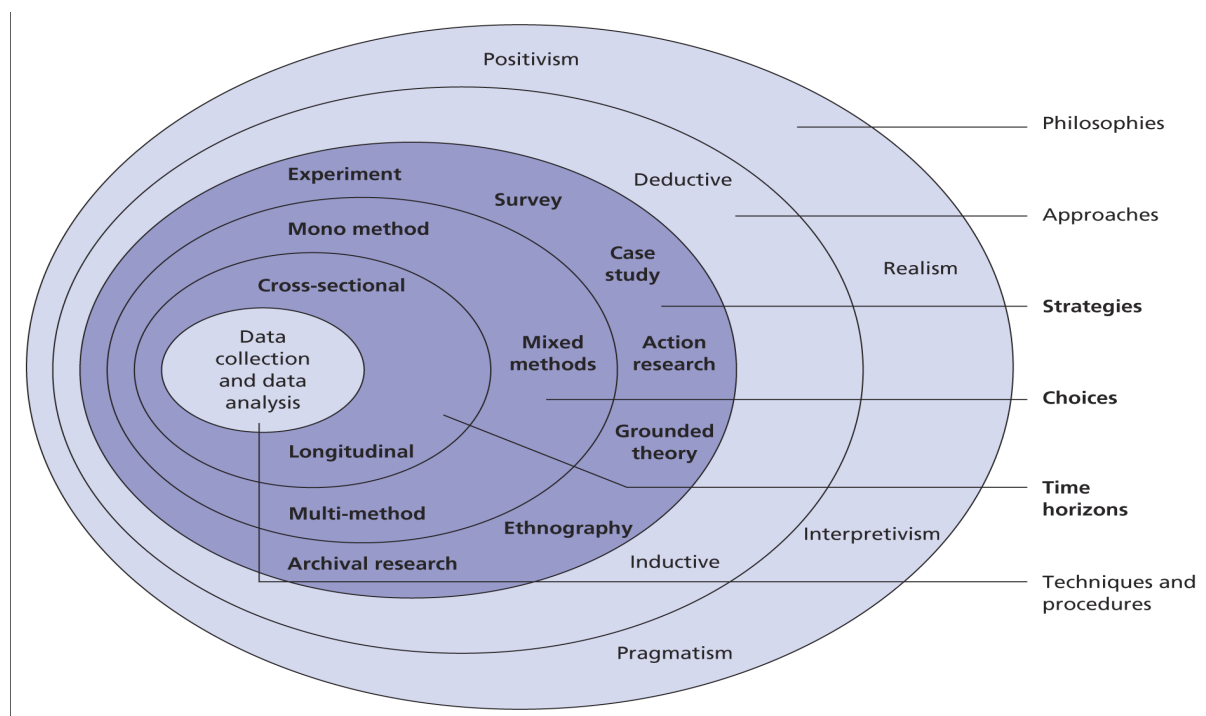 Positivism
Philosophies
Experiment
Deductive
Survey
Approaches
Mono method
Case
study
Realism
Cross-sectional
Strategies
Data
collection
and data
analysis
Mixed
methods
Action
research
Choices
Grounded
theory
Longitudinal
Time
horizons
Multi-method
Ethnography
Interpretivism
Archival research
Inductive
Techniques and
procedures
Pragmatism